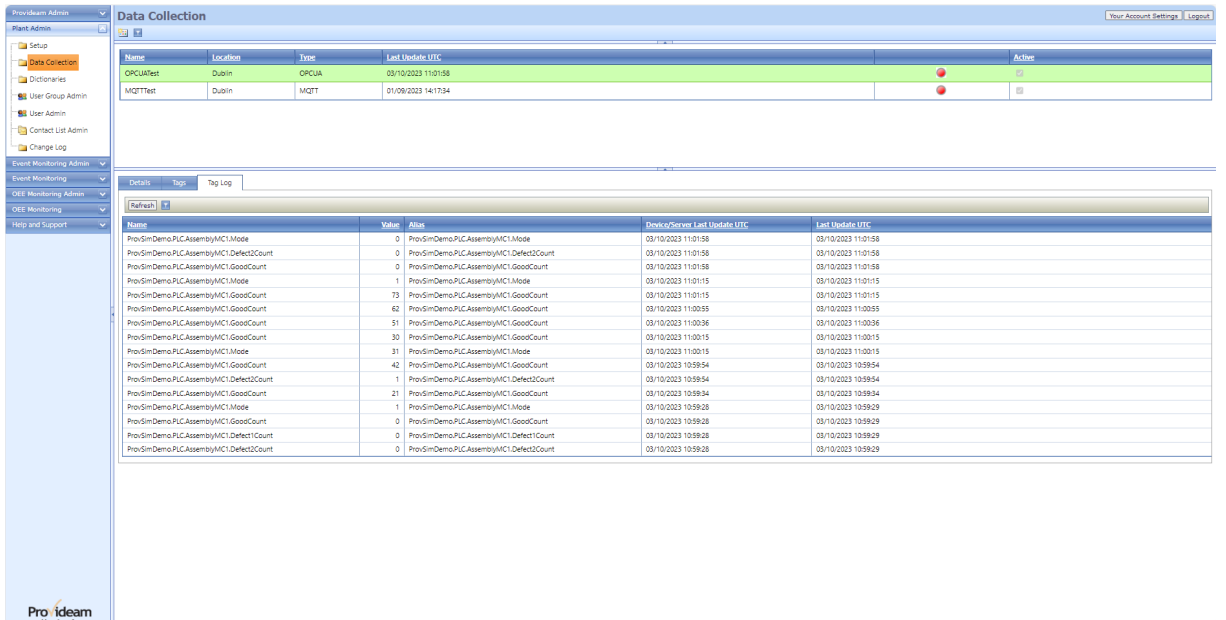 Provideam Admin
Plant Admin
Setup
Data Collection
Dictionaries
User Group Admin
User Admin
Contact List Admin
Change Log
Event Monitoring Admin
Event Monitoring
OEE Monitoring Admin
OEE Monitoring
Help and Support
Provideam
Data Collection
Your Account Settings Logout
Name Location Type Last Update UTC Active
OPCUATest Dublin OPCUA 03/10/2023 11:01:58
MQTTTest Dublin MQTT 01/09/2023 14:17:34
Details Tags Tag Log
Refresh
Name Value Alias Device/Server Last Update UTC Last Update UTC
ProvSimDemo.PLC.AssemblyMC1.Mode 0 ProvSimDemo.PLC.AssemblyMC1.Mode 03/10/2023 11:01:58 03/10/2023 11:01:58
ProvSimDemo.PLC.AssemblyMC1.Defect2Count 0 ProvSimDemo.PLC.AssemblyMC1.Defect2Count 03/10/2023 11:01:58 03/10/2023 11:01:58
ProvSimDemo.PLC.AssemblyMC1.GoodCount 0 ProvSimDemo.PLC.AssemblyMC1.GoodCount 03/10/2023 11:01:58 03/10/2023 11:01:58
ProvSimDemo.PLC.AssemblyMC1.Mode 1 ProvSimDemo.PLC.AssemblyMC1.Mode 03/10/2023 11:01:15 03/10/2023 11:01:15
ProvSimDemo.PLC.AssemblyMC1.GoodCount 73 ProvSimDemo.PLC.AssemblyMC1.GoodCount 03/10/2023 11:01:15 03/10/2023 11:01:15
ProvSimDemo.PLC.AssemblyMC1.GoodCount 62 ProvSimDemo.PLC.AssemblyMC1.GoodCount 03/10/2023 11:00:55 03/10/2023 11:00:55
ProvSimDemo.PLC.AssemblyMC1.GoodCount 51 ProvSimDemo.PLC.AssemblyMC1.GoodCount 03/10/2023 11:00:36 03/10/2023 11:00:36
ProvSimDemo.PLC.AssemblyMC1.GoodCount 30 ProvSimDemo.PLC.AssemblyMC1.GoodCount 03/10/2023 11:00:15 03/10/2023 11:00:15
ProvSimDemo.PLC.AssemblyMC1.Mode 31 ProvSimDemo.PLC.AssemblyMC1.Mode 03/10/2023 11:00:15 03/10/2023 11:00:15
ProvSimDemo.PLC.AssemblyMC1.GoodCount 42 ProvSimDemo.PLC.AssemblyMC1.GoodCount 03/10/2023 10:59:54 03/10/2023 10:59:54
ProvSimDemo.PLC.AssemblyMC1.Defect2Count 1 ProvSimDemo.PLC.AssemblyMC1.Defect2Count 03/10/2023 10:59:54 03/10/2023 10:59:54
ProvSimDemo.PLC.AssemblyMC1.GoodCount 21 ProvSimDemo.PLC.AssemblyMC1.GoodCount 03/10/2023 10:59:34 03/10/2023 10:59:34
ProvSimDemo.PLC.AssemblyMC1.Mode 1 ProvSimDemo.PLC.AssemblyMC1.Mode 03/10/2023 10:59:28 03/10/2023 10:59:29
ProvSimDemo.PLC.AssemblyMC1.GoodCount 0 ProvSimDemo.PLC.AssemblyMC1.GoodCount 03/10/2023 10:59:28 03/10/2023 10:59:29
ProvSimDemo.PLC.AssemblyMC1.Defect1Count 0 ProvSimDemo.PLC.AssemblyMC1.Defect1Count 03/10/2023 10:59:28 03/10/2023 10:59:29
ProvSimDemo.PLC.AssemblyMC1.Defect2Count 0 ProvSimDemo.PLC.AssemblyMC1.Defect2Count 03/10/2023 10:59:28 03/10/2023 10:59:29